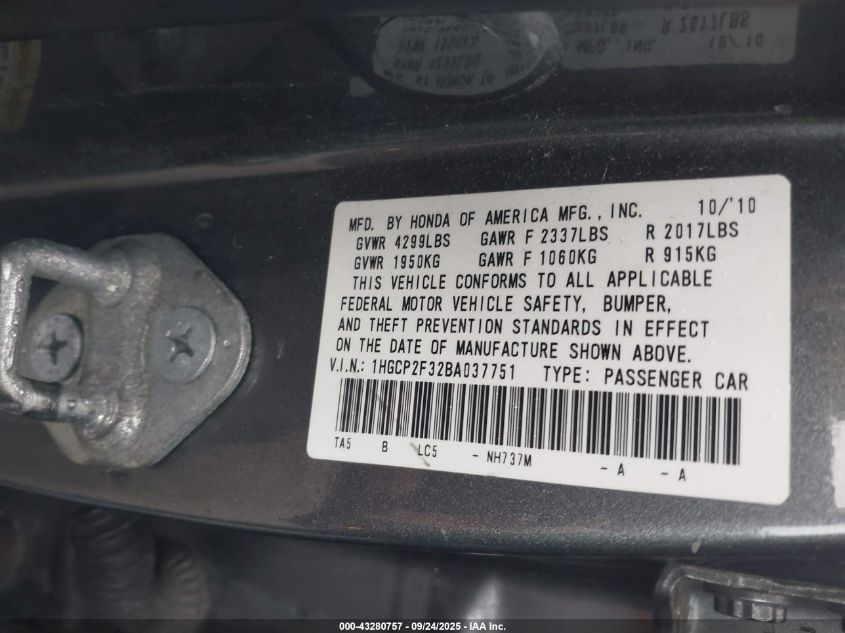 MFD. BY HONDA OF AMERICA MFG., INC. 10/'10
GVWR 4299LBS GAWR F 2337LBS R 2017LBS
GVWR 1950KG GAWR F 1060KG R 915KG
THIS VEHICLE CONFORMS TO ALL APPLICABLE
FEDERAL MOTOR VEHICLE SAFETY, BUMPER,
AND THEFT PREVENTION STANDARDS IN EFFECT
ON THE DATE OF MANUFACTURE SHOWN ABOVE.
V.I.N.: 1HGCP2F32BA037751 TYPE: PASSENGER CAR
TA5 B LC5 - NH737M - A - A
000-43280757 - 09/24/2025 - IAA Inc.